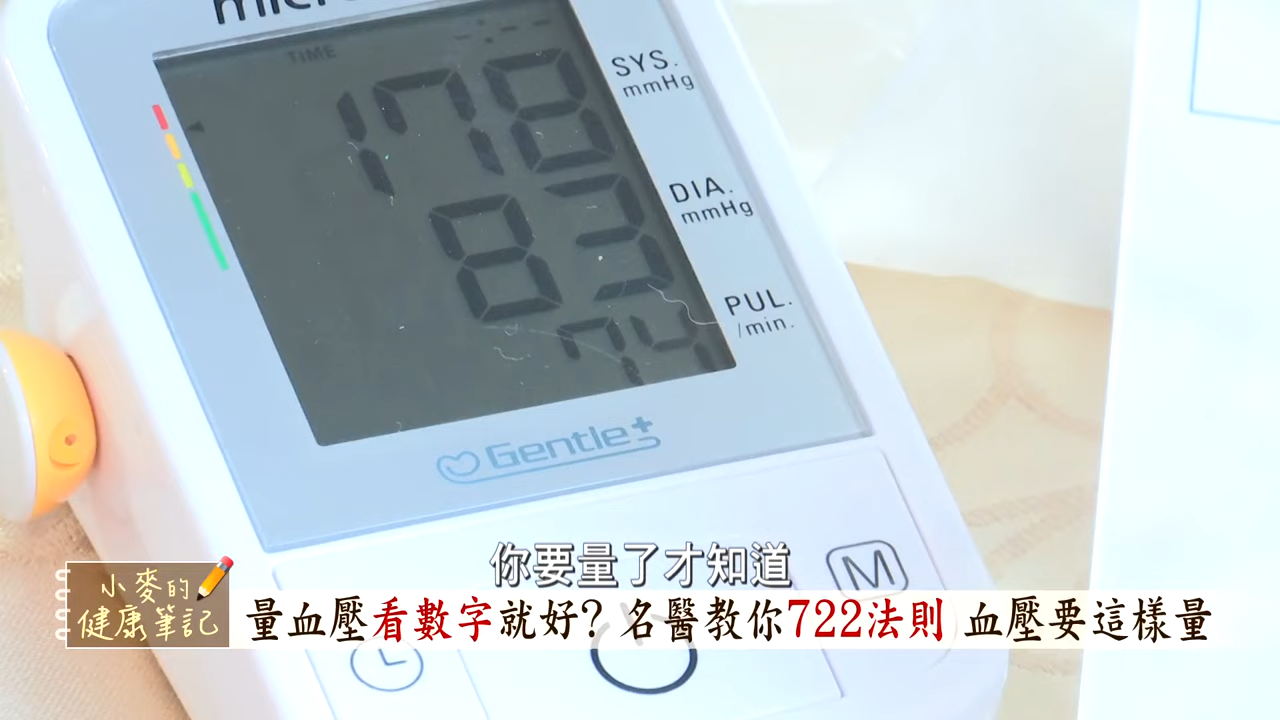 TIME
--:--
178
SYS.
mmHg
83
DIA.
mmHg
74
PUL.
/min.
Gentle+
M
你要量了才知道
小麥的
健康筆記
量血壓看數字就好? 名醫教你722法則 血壓要這樣量